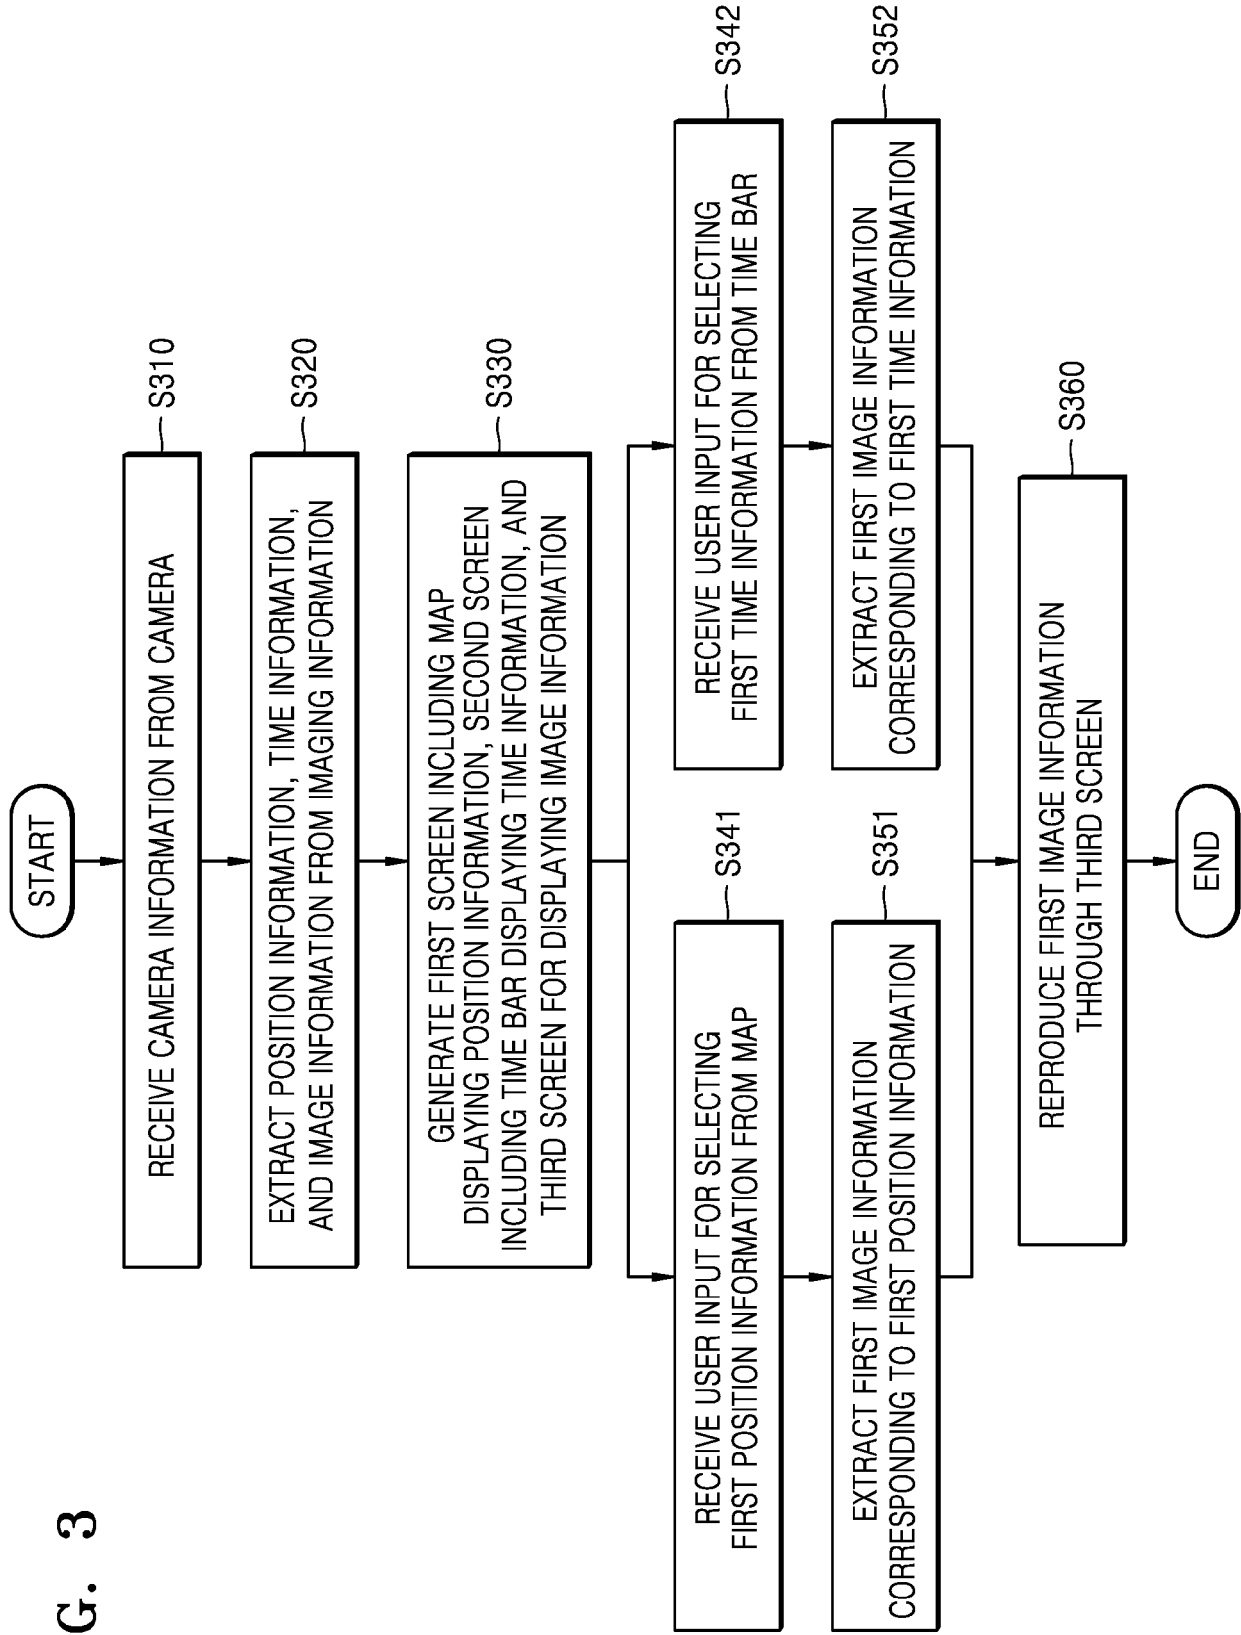 G. 3
START
RECEIVE CAMERA INFORMATION FROM CAMERA
S310
EXTRACT POSITION INFORMATION, TIME INFORMATION,
AND IMAGE INFORMATION FROM IMAGING INFORMATION
S320
GENERATE FIRST SCREEN INCLUDING MAP
DISPLAYING POSITION INFORMATION, SECOND SCREEN
INCLUDING TIME BAR DISPLAYING TIME INFORMATION, AND
THIRD SCREEN FOR DISPLAYING IMAGE INFORMATION
S330
RECEIVE USER INPUT FOR SELECTING
FIRST POSITION INFORMATION FROM MAP
S341
RECEIVE USER INPUT FOR SELECTING
FIRST TIME INFORMATION FROM TIME BAR
S342
EXTRACT FIRST IMAGE INFORMATION
CORRESPONDING TO FIRST POSITION INFORMATION
S351
EXTRACT FIRST IMAGE INFORMATION
CORRESPONDING TO FIRST TIME INFORMATION
S352
REPRODUCE FIRST IMAGE INFORMATION
THROUGH THIRD SCREEN
S360
END